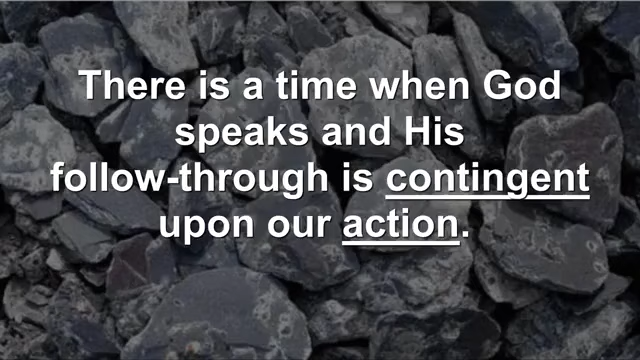 There is a time when God
speaks and His
follow-through is contingent
upon our action.